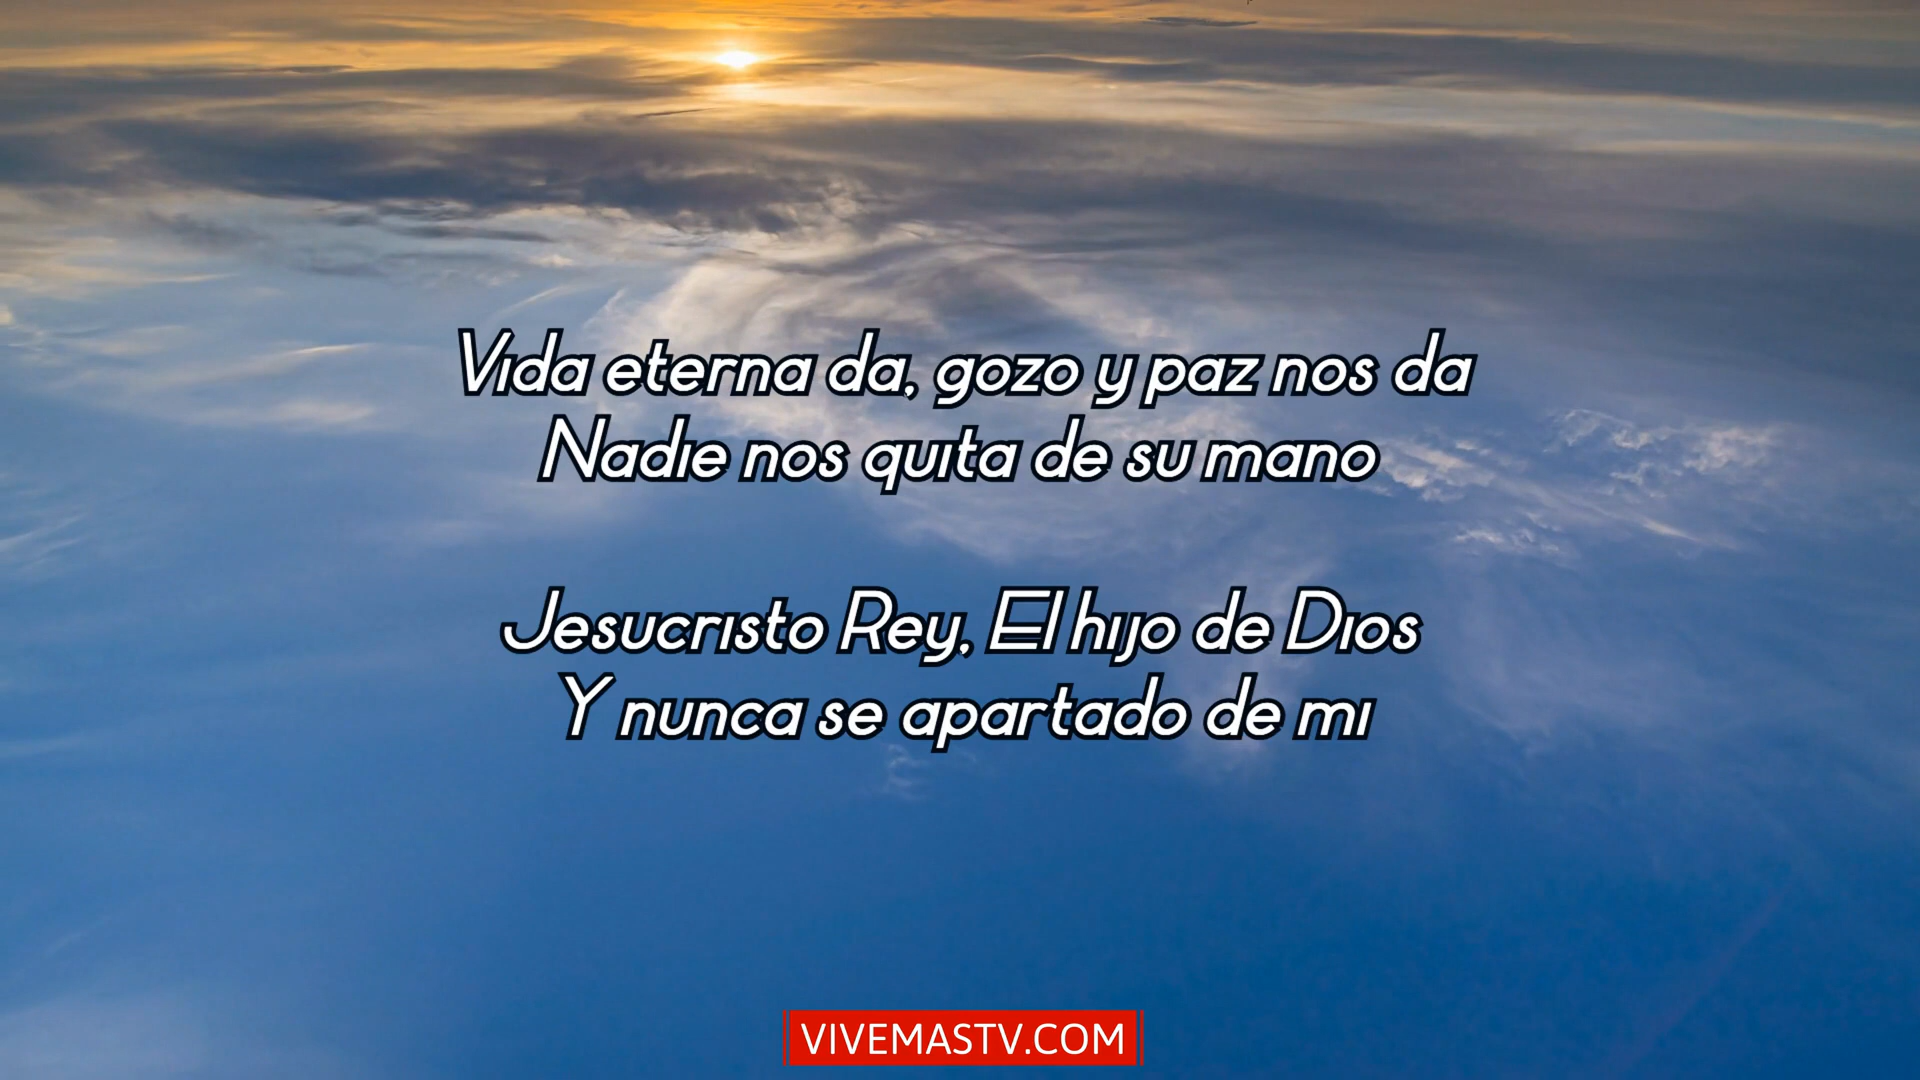 Vida eterna da, gozo y paz nos da
Nadie nos quita de su mano
Jesucristo Rey, El hijo de Dios
Y nunca se apartado de mi
VIVEMASTV.COM